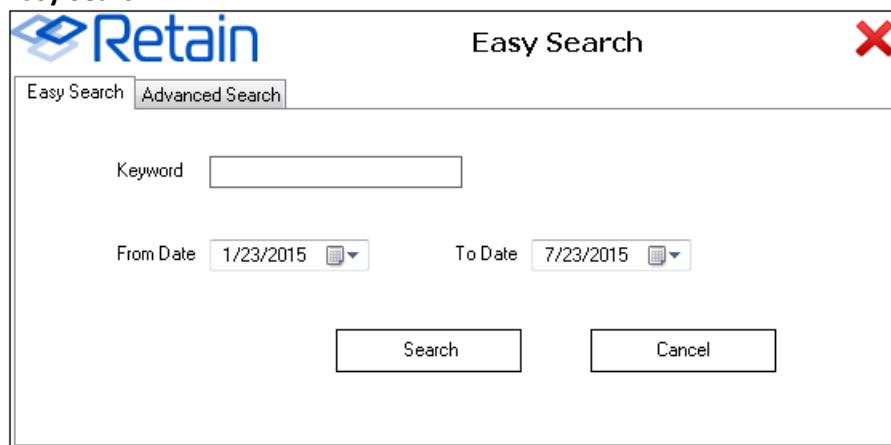 Retain
Easy Search
Easy Search
Advanced Search
Keyword
From Date 1/23/2015
To Date 7/23/2015
Search
Cancel